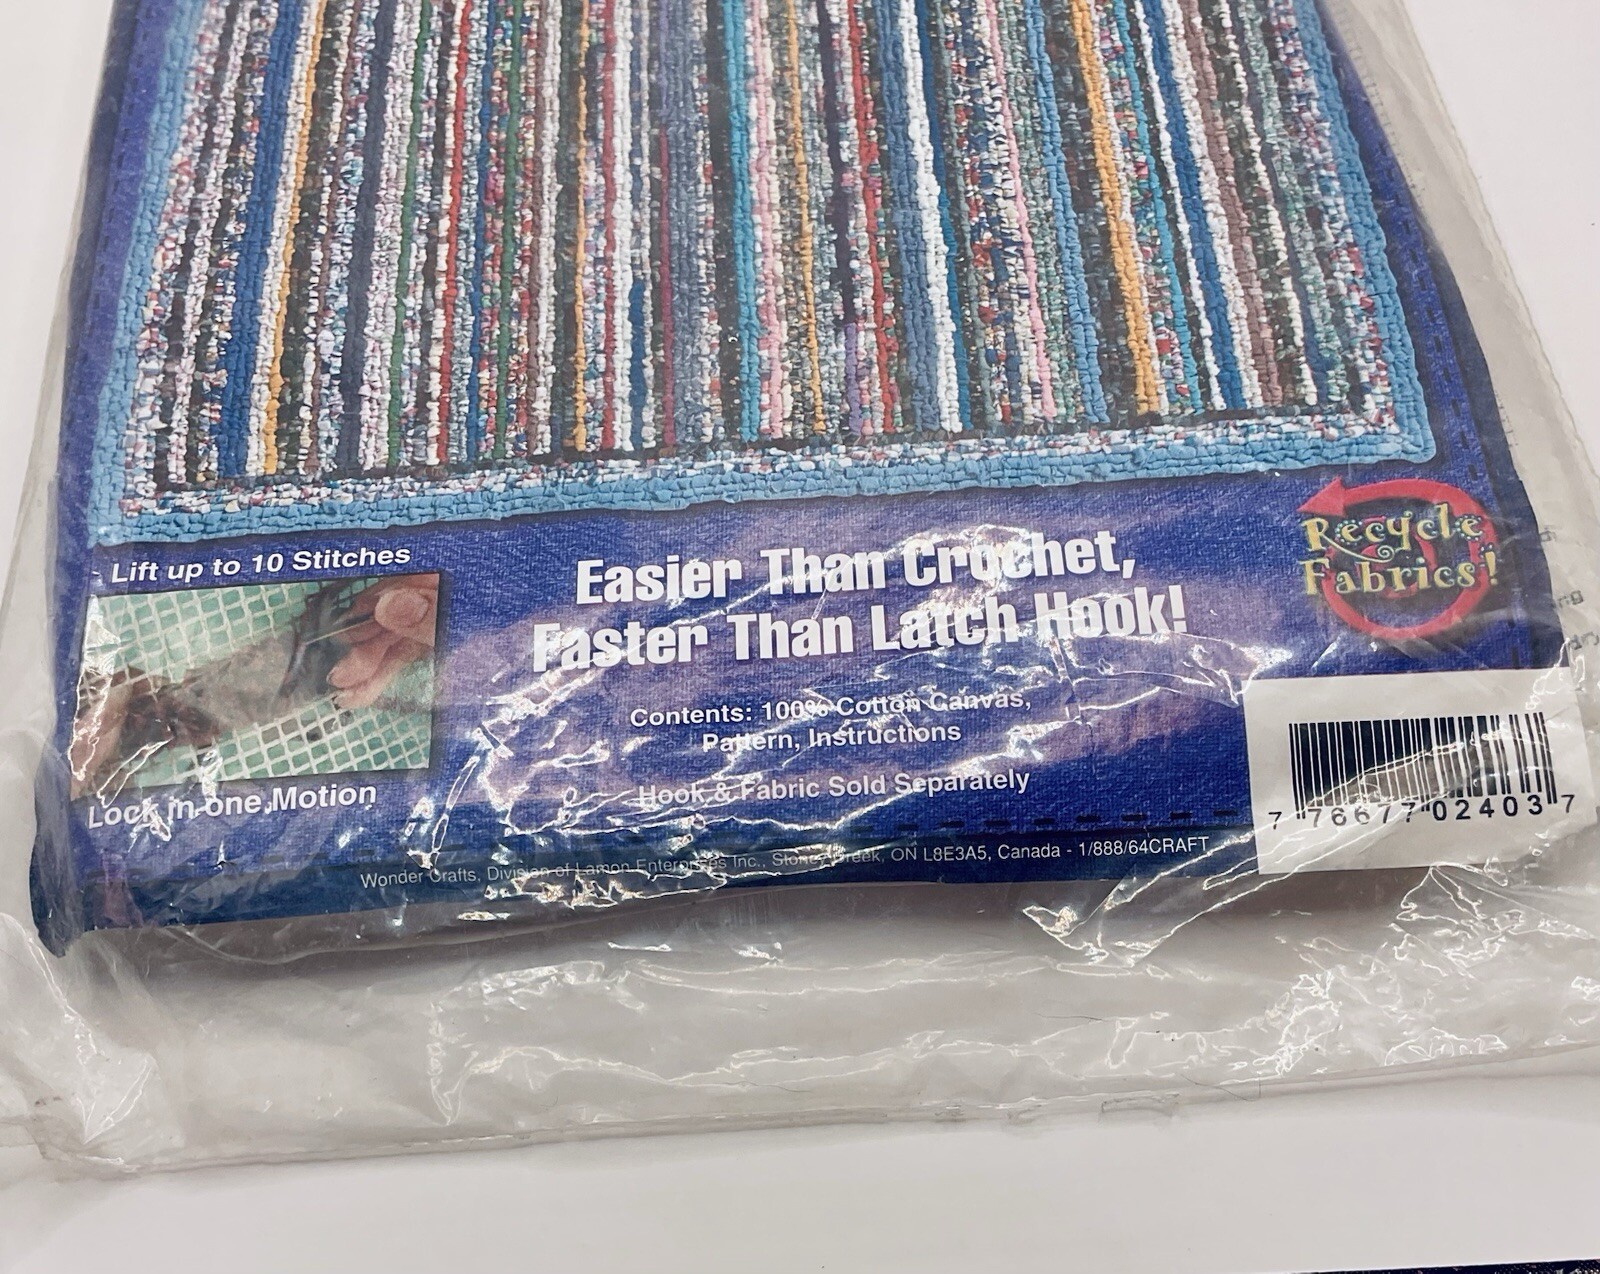 Lift up to 10 Stitches
Lock in one Motion
Easier Than Crochet,
Faster Than Latch Hook!
Contents: 100% Cotton Canvas,
Pattern, Instructions
Hook & Fabric Sold Separately
Recycle
Fabrics!
7 76677 02403 7
Wonder Crafts, Division of Lamon Enterprises Inc., Stoney Creek, ON L8E3A5, Canada - 1/888/64CRAFT